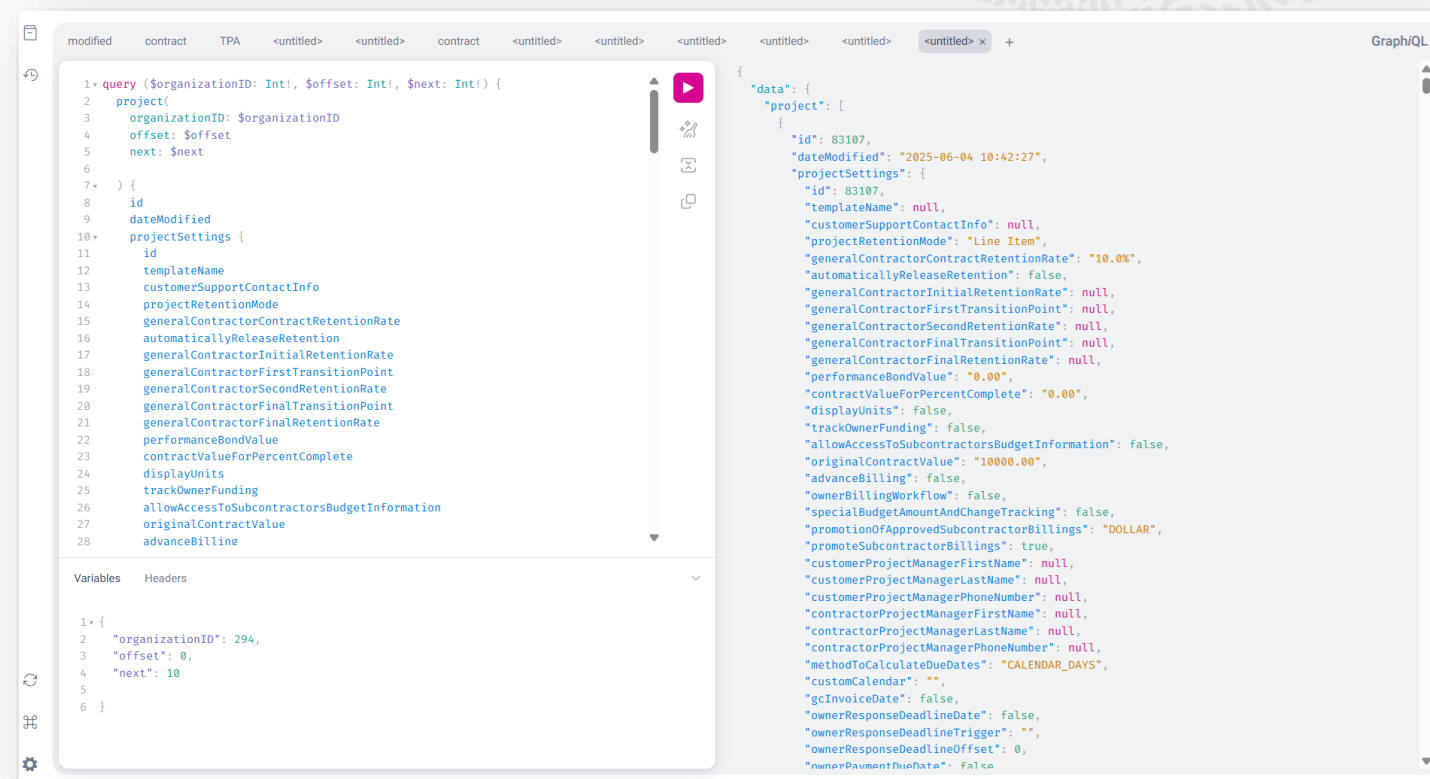 modified contract TPA <untitled> <untitled> contract <untitled> <untitled> <untitled> <untitled> <untitled> <untitled> × +
GraphiQL
1 query ($organizationID: Int!, $offset: Int!, $next: Int!) {
2 project(
3 organizationID: $organizationID
4 offset: $offset
5 next: $next
6
7 ) {
8 id
9 dateModified
10 projectSettings {
11 id
12 templateName
13 customerSupportContactInfo
14 projectRetentionMode
15 generalContractorContractRetentionRate
16 automaticallyReleaseRetention
17 generalContractorInitialRetentionRate
18 generalContractorFirstTransitionPoint
19 generalContractorSecondRetentionRate
20 generalContractorFinalTransitionPoint
21 generalContractorFinalRetentionRate
22 performanceBondValue
23 contractValueForPercentComplete
24 displayUnits
25 trackOwnerFunding
26 allowAccessToSubcontractorsBudgetInformation
27 originalContractValue
28 advanceBilling
Variables Headers
1 {
2 "organizationID": 294,
3 "offset": 0,
4 "next": 10
5
6 }
{
"data": {
"project": [
{
"id": 83107,
"dateModified": "2025-06-04 10:42:27",
"projectSettings": {
"id": 83107,
"templateName": null,
"customerSupportContactInfo": null,
"projectRetentionMode": "Line Item",
"generalContractorContractRetentionRate": "10.0%",
"automaticallyReleaseRetention": false,
"generalContractorInitialRetentionRate": null,
"generalContractorFirstTransitionPoint": null,
"generalContractorSecondRetentionRate": null,
"generalContractorFinalTransitionPoint": null,
"generalContractorFinalRetentionRate": null,
"performanceBondValue": "0.00",
"contractValueForPercentComplete": "0.00",
"displayUnits": false,
"trackOwnerFunding": false,
"allowAccessToSubcontractorsBudgetInformation": false,
"originalContractValue": "10000.00",
"advanceBilling": false,
"ownerBillingWorkflow": false,
"specialBudgetAmountAndChangeTracking": false,
"promotionOfApprovedSubcontractorBillings": "DOLLAR",
"promoteSubcontractorBillings": true,
"customerProjectManagerFirstName": null,
"customerProjectManagerLastName": null,
"customerProjectManagerPhoneNumber": null,
"contractorProjectManagerFirstName": null,
"contractorProjectManagerLastName": null,
"contractorProjectManagerPhoneNumber": null,
"methodToCalculateDueDates": "CALENDAR_DAYS",
"customCalendar": "",
"gcInvoiceDate": false,
"ownerResponseDeadlineDate": false,
"ownerResponseDeadlineTrigger": "",
"ownerResponseDeadlineOffset": 0,
"ownerPaymentDueDate": false